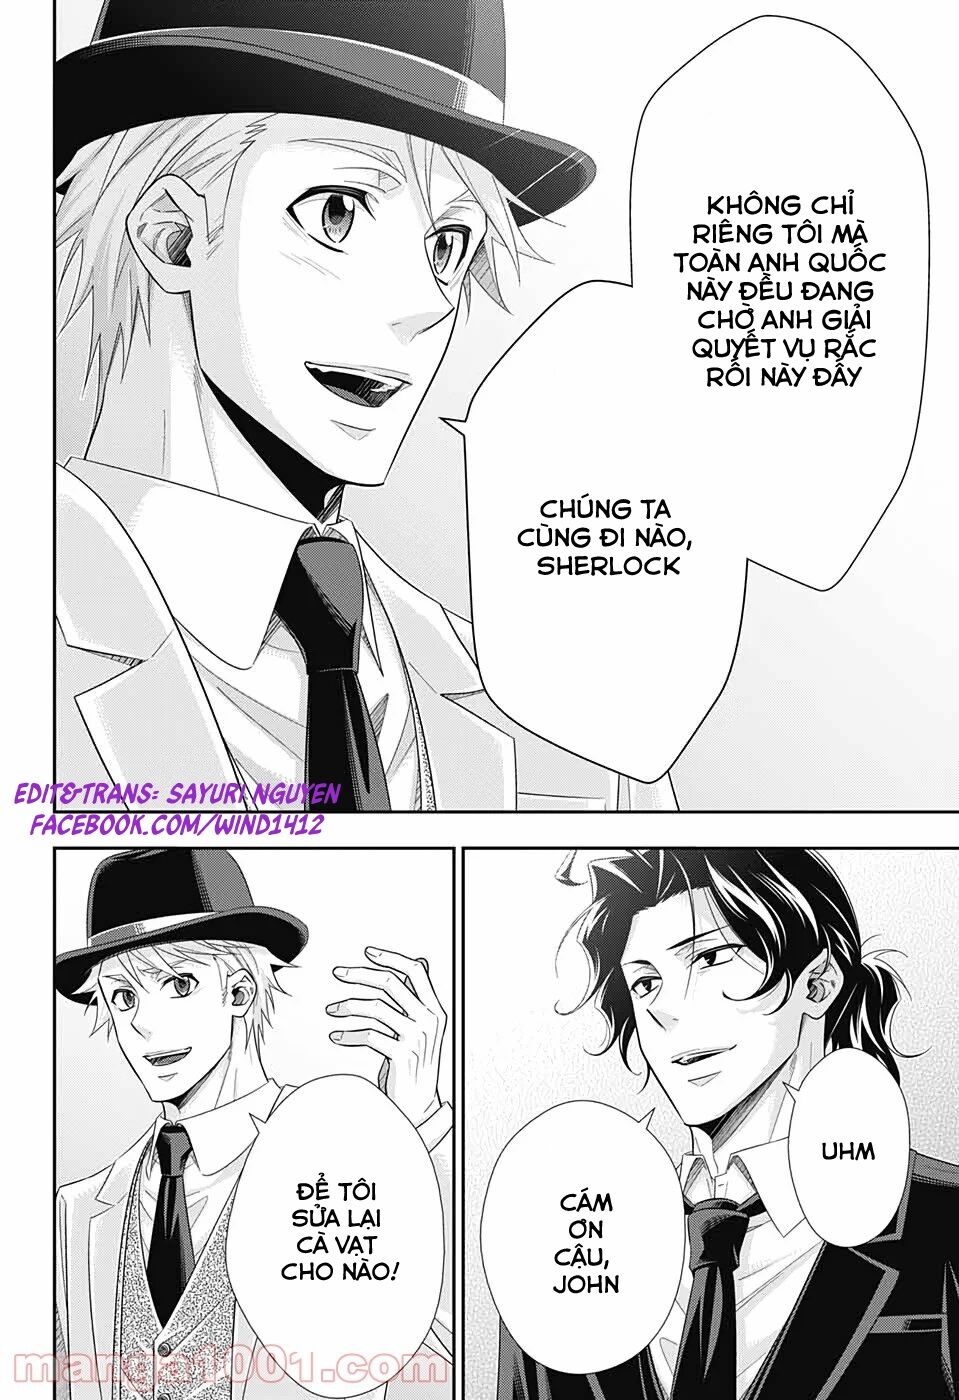 KHÔNG CHỈ
RIÊNG TÔI MÀ
TOÀN ANH QUỐC
NÀY ĐỀU ĐANG
CHỜ ANH GIẢI
QUYẾT VỤ RẮC
RỐI NÀY ĐẤY
CHÚNG TA
CÙNG ĐI NÀO,
SHERLOCK
EDIT&TRANS: SAYURI NGUYEN
FACEBOOK.COM/WIND1412
UHM
CÁM
ƠN
CẬU,
JOHN
ĐỂ TÔI
SỬA LẠI
CÀ VẠT
CHO NÀO!
manga1001.com